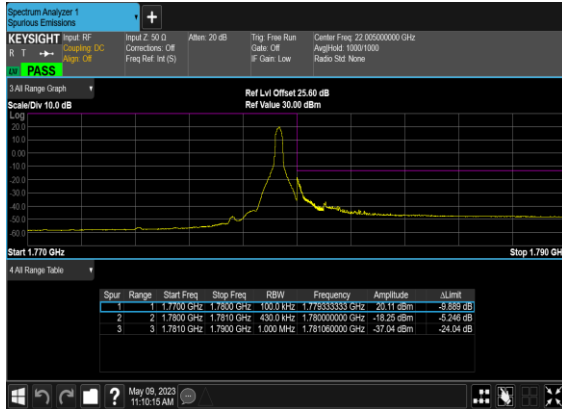 Spectrum Analyzer 1
Spurious Emissions
+
KEYSIGHT Input: RF Input Z: 50 Ω Atten: 20 dB Trig: Free Run Center Freq: 22.005000000 GHz
R T Coupling: DC Corrections: Off Gate: Off Avg|Hold: 1000/1000
Align: Off Freq Ref: Int (S) IF Gain: Low Radio Std: None
PASS
3 All Range Graph
Ref Lvl Offset 25.60 dB
Scale/Div 10.0 dB Ref Value 30.00 dBm
Log
20.0
10.0
0.00
-10.0
-20.0
-30.0
-40.0
-50.0
-60.0
Start 1.770 GHz Stop 1.790 GH
4 All Range Table
Spur Range Start Freq Stop Freq RBW Frequency Amplitude ΔLimit
1 1 1.7700 GHz 1.7800 GHz 100.0 kHz 1.779333333 GHz 20.11 dBm -9.889 dB
2 2 1.7800 GHz 1.7810 GHz 430.0 kHz 1.780000000 GHz -18.25 dBm -5.246 dB
3 3 1.7810 GHz 1.7900 GHz 1.000 MHz 1.781060000 GHz -37.04 dBm -24.04 dB
? May 09, 2023
11:10:15 AM